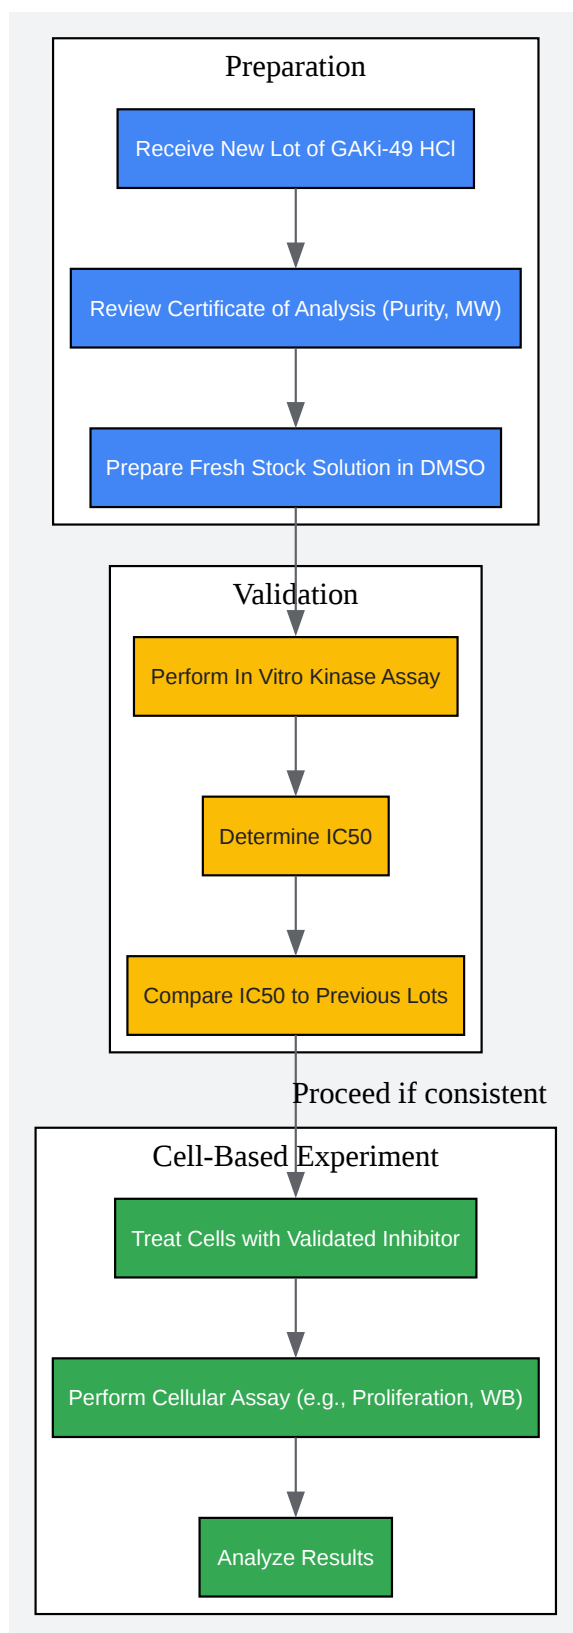 Preparation
Receive New Lot of GAKi-49 HCl
Review Certificate of Analysis (Purity, MW)
Prepare Fresh Stock Solution in DMSO
Validation
Perform In Vitro Kinase Assay
Determine IC50
Compare IC50 to Previous Lots
Proceed if consistent
Cell-Based Experiment
Treat Cells with Validated Inhibitor
Perform Cellular Assay (e.g., Proliferation, WB)
Analyze Results